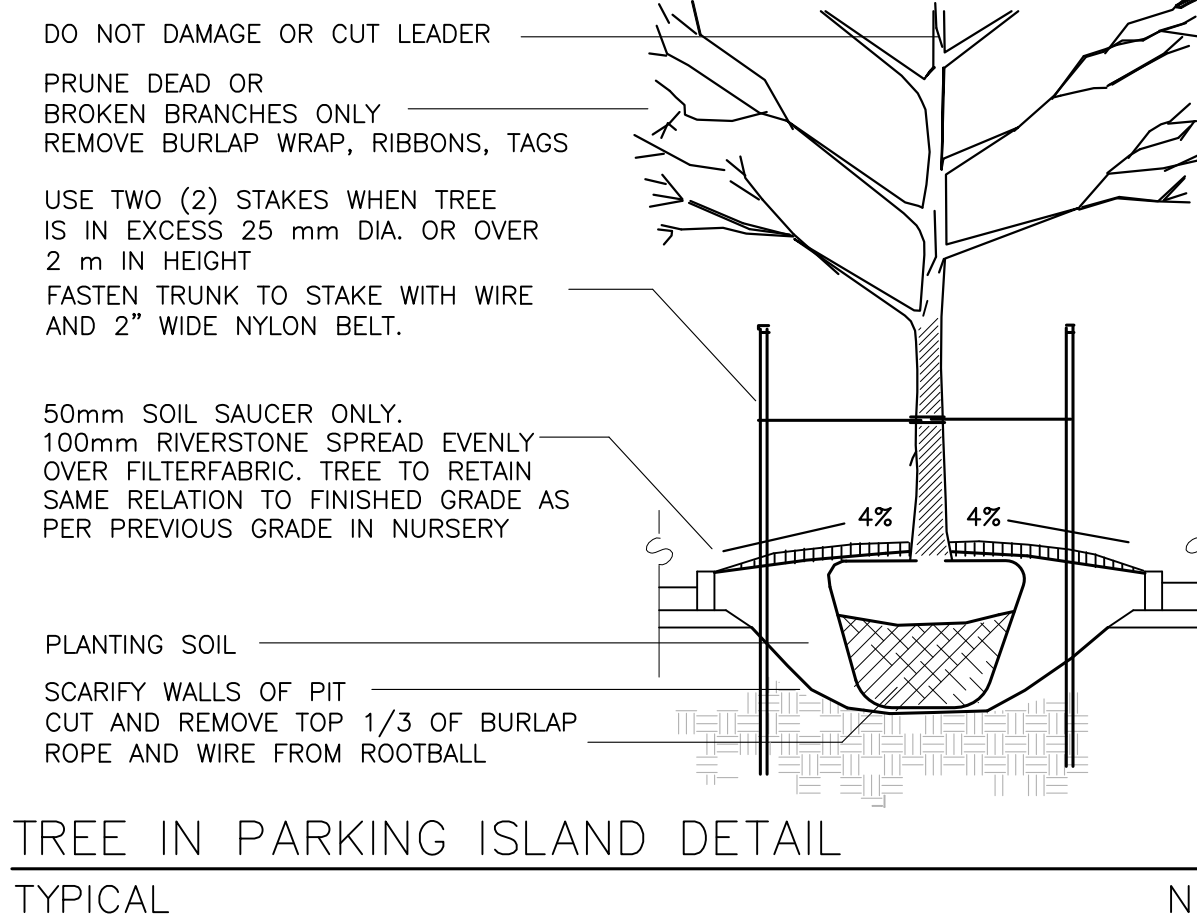 DO NOT DAMAGE OR CUT LEADER
PRUNE DEAD OR
BROKEN BRANCHES ONLY
REMOVE BURLAP WRAP, RIBBONS, TAGS
USE TWO (2) STAKES WHEN TREE
IS IN EXCESS 25 mm DIA. OR OVER
2 m IN HEIGHT
FASTEN TRUNK TO STAKE WITH WIRE
AND 2” WIDE NYLON BELT.
50mm SOIL SAUCER ONLY.
100mm RIVERSTONE SPREAD EVENLY
OVER FILTERFABRIC. TREE TO RETAIN
SAME RELATION TO FINISHED GRADE AS
PER PREVIOUS GRADE IN NURSERY
4% 4%
PLANTING SOIL
SCARIFY WALLS OF PIT
CUT AND REMOVE TOP 1/3 OF BURLAP
ROPE AND WIRE FROM ROOTBALL
TREE IN PARKING ISLAND DETAIL
TYPICAL